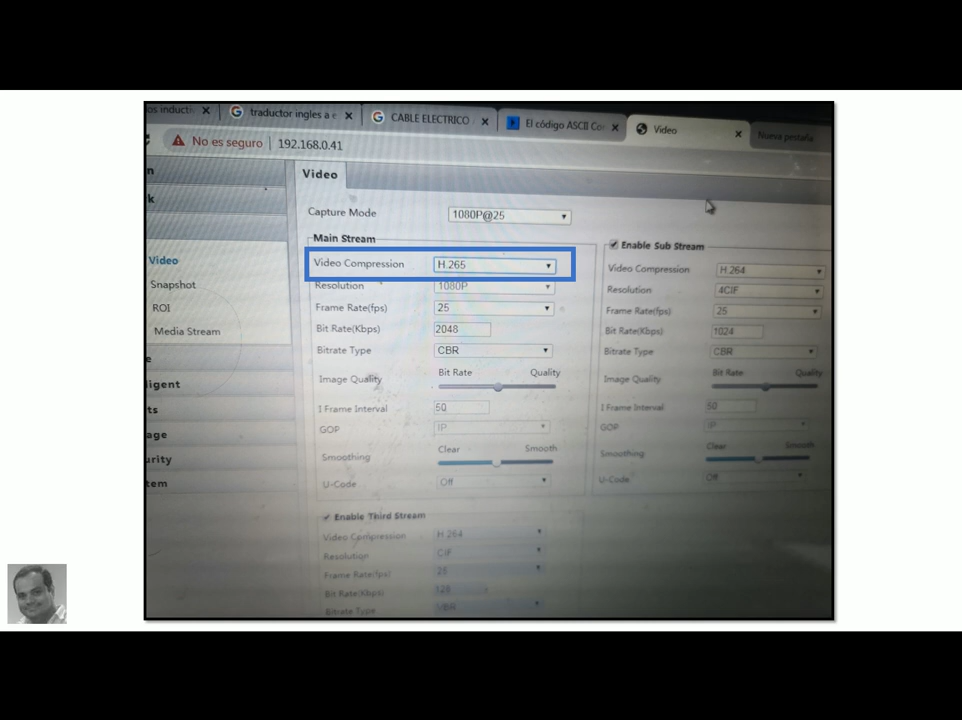 os inducti
traductor ingles a e
CABLE ELECTRICO
El código ASCII Co
Video
Nueva pestaña
No es seguro
192.168.0.41
Video
Capture Mode
1080P@25
Main Stream
Video Compression
H.265
Resolution
1080P
Frame Rate(fps)
25
Bit Rate(Kbps)
2048
Bitrate Type
CBR
Image Quality
Bit Rate
Quality
I Frame Interval
50
GOP
IP
Smoothing
Clear
Smooth
U-Code
Off
Enable Sub Stream
Video Compression
H.264
Resolution
4CIF
Frame Rate(fps)
25
Bit Rate(Kbps)
1024
Bitrate Type
CBR
Image Quality
Bit Rate
Quality
I Frame Interval
50
GOP
IP
Smoothing
Clear
Smooth
U-Code
Off
Enable Third Stream
Video Compression
H.264
Resolution
CIF
Frame Rate(fps)
25
Bit Rate(Kbps)
128
Bitrate Type
n
k
Video
Snapshot
ROI
Media Stream
e
ligent
ts
age
urity
tem